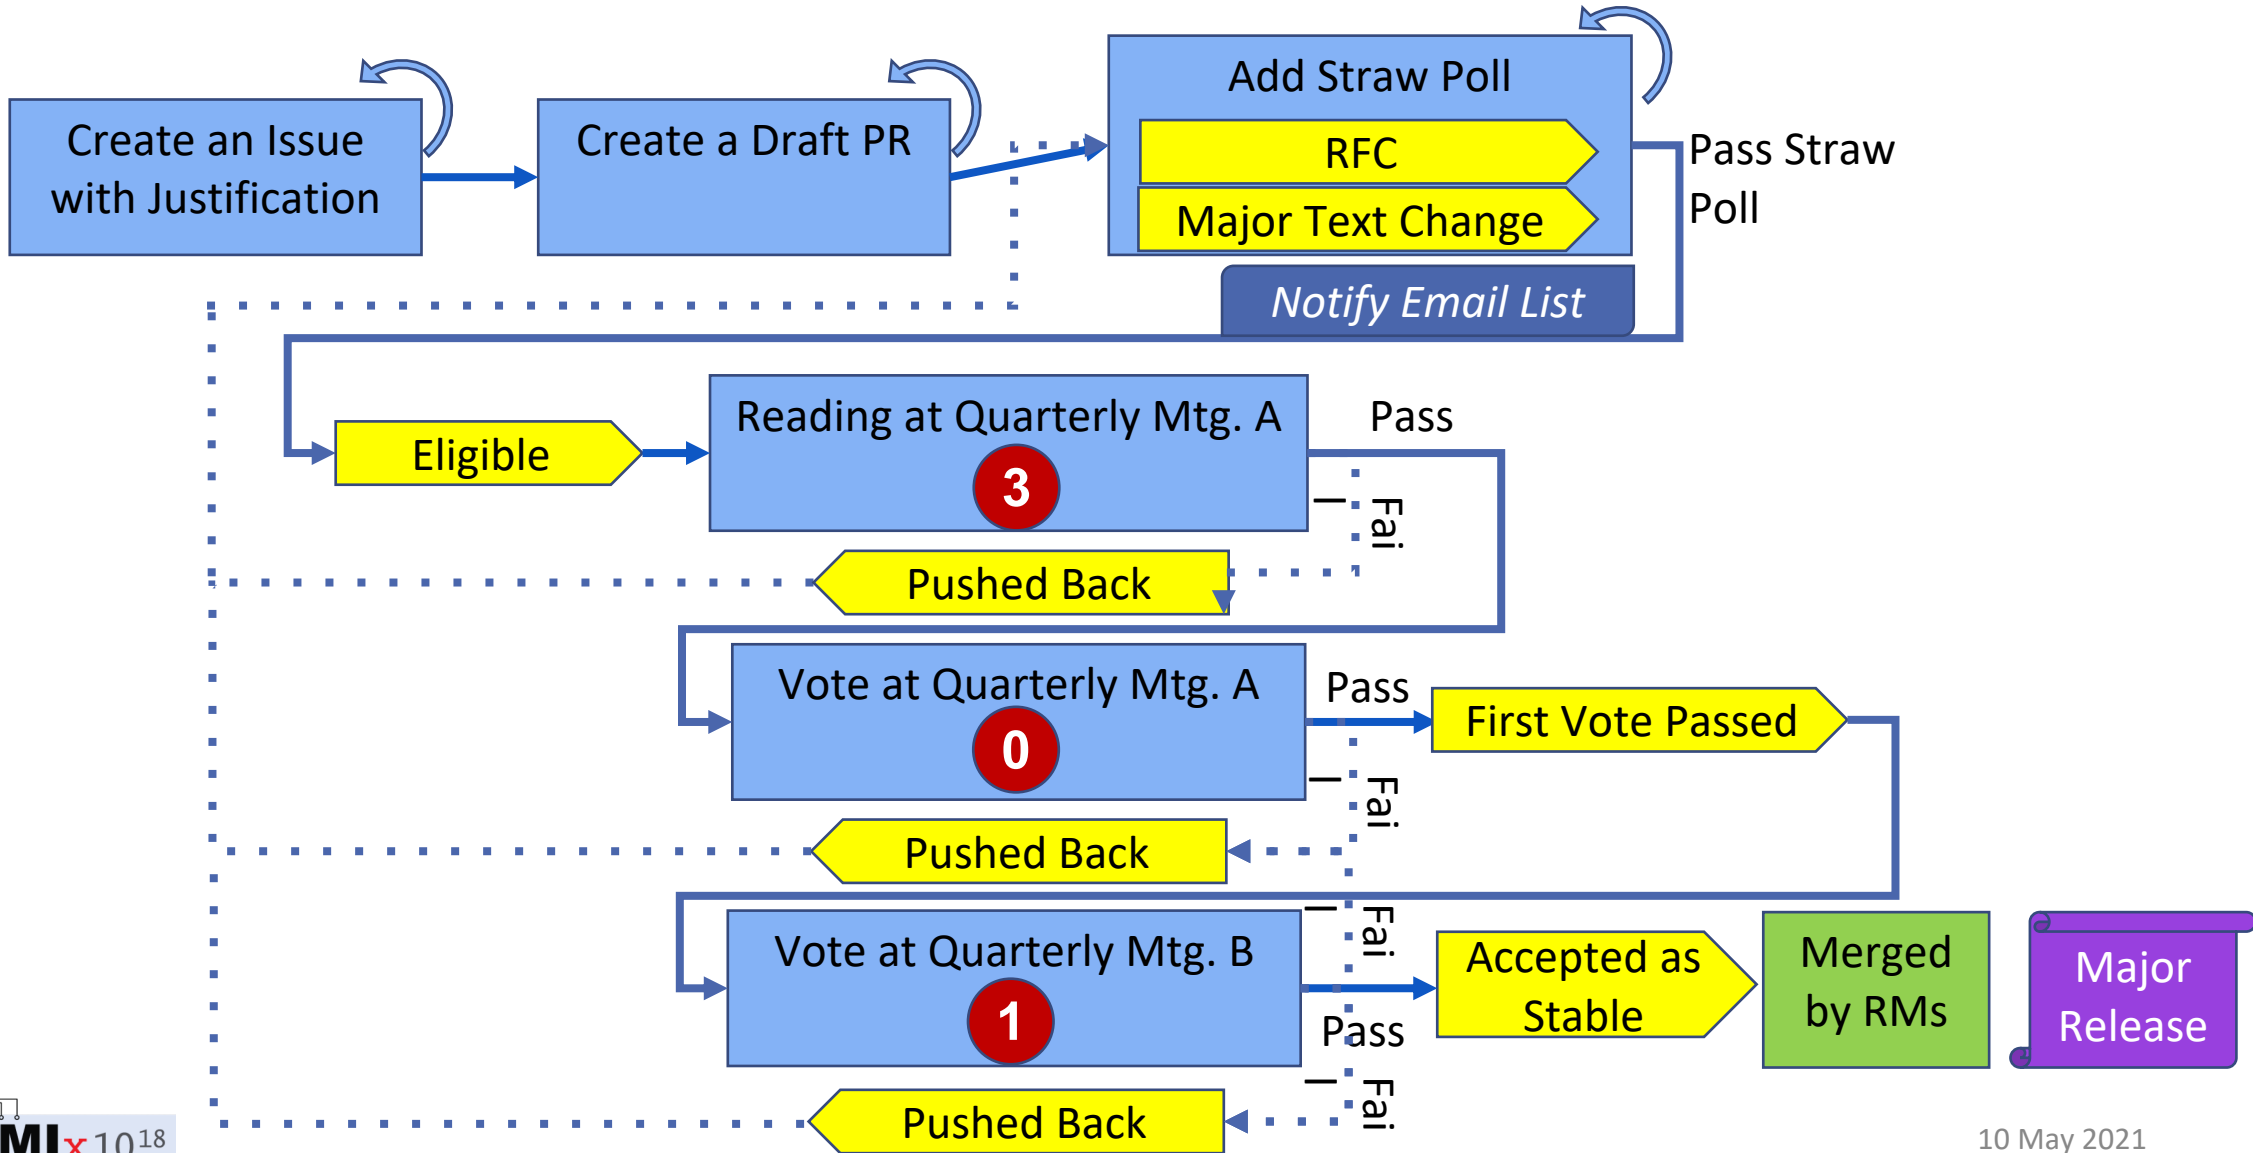 Create an Issue
with Justification
Create a Draft PR
Add Straw Poll
RFC
Major Text Change
Pass Straw
Poll
Notify Email List
Eligible
Reading at Quarterly Mtg. A
3
Pass
Fail
Pushed Back
Vote at Quarterly Mtg. A
0
Pass
First Vote Passed
Fail
Pushed Back
Fail
Vote at Quarterly Mtg. B
1
Pass
Accepted as
Stable
Merged
by RMs
Major
Release
Fail
Pushed Back
MI x 10^18
10 May 2021